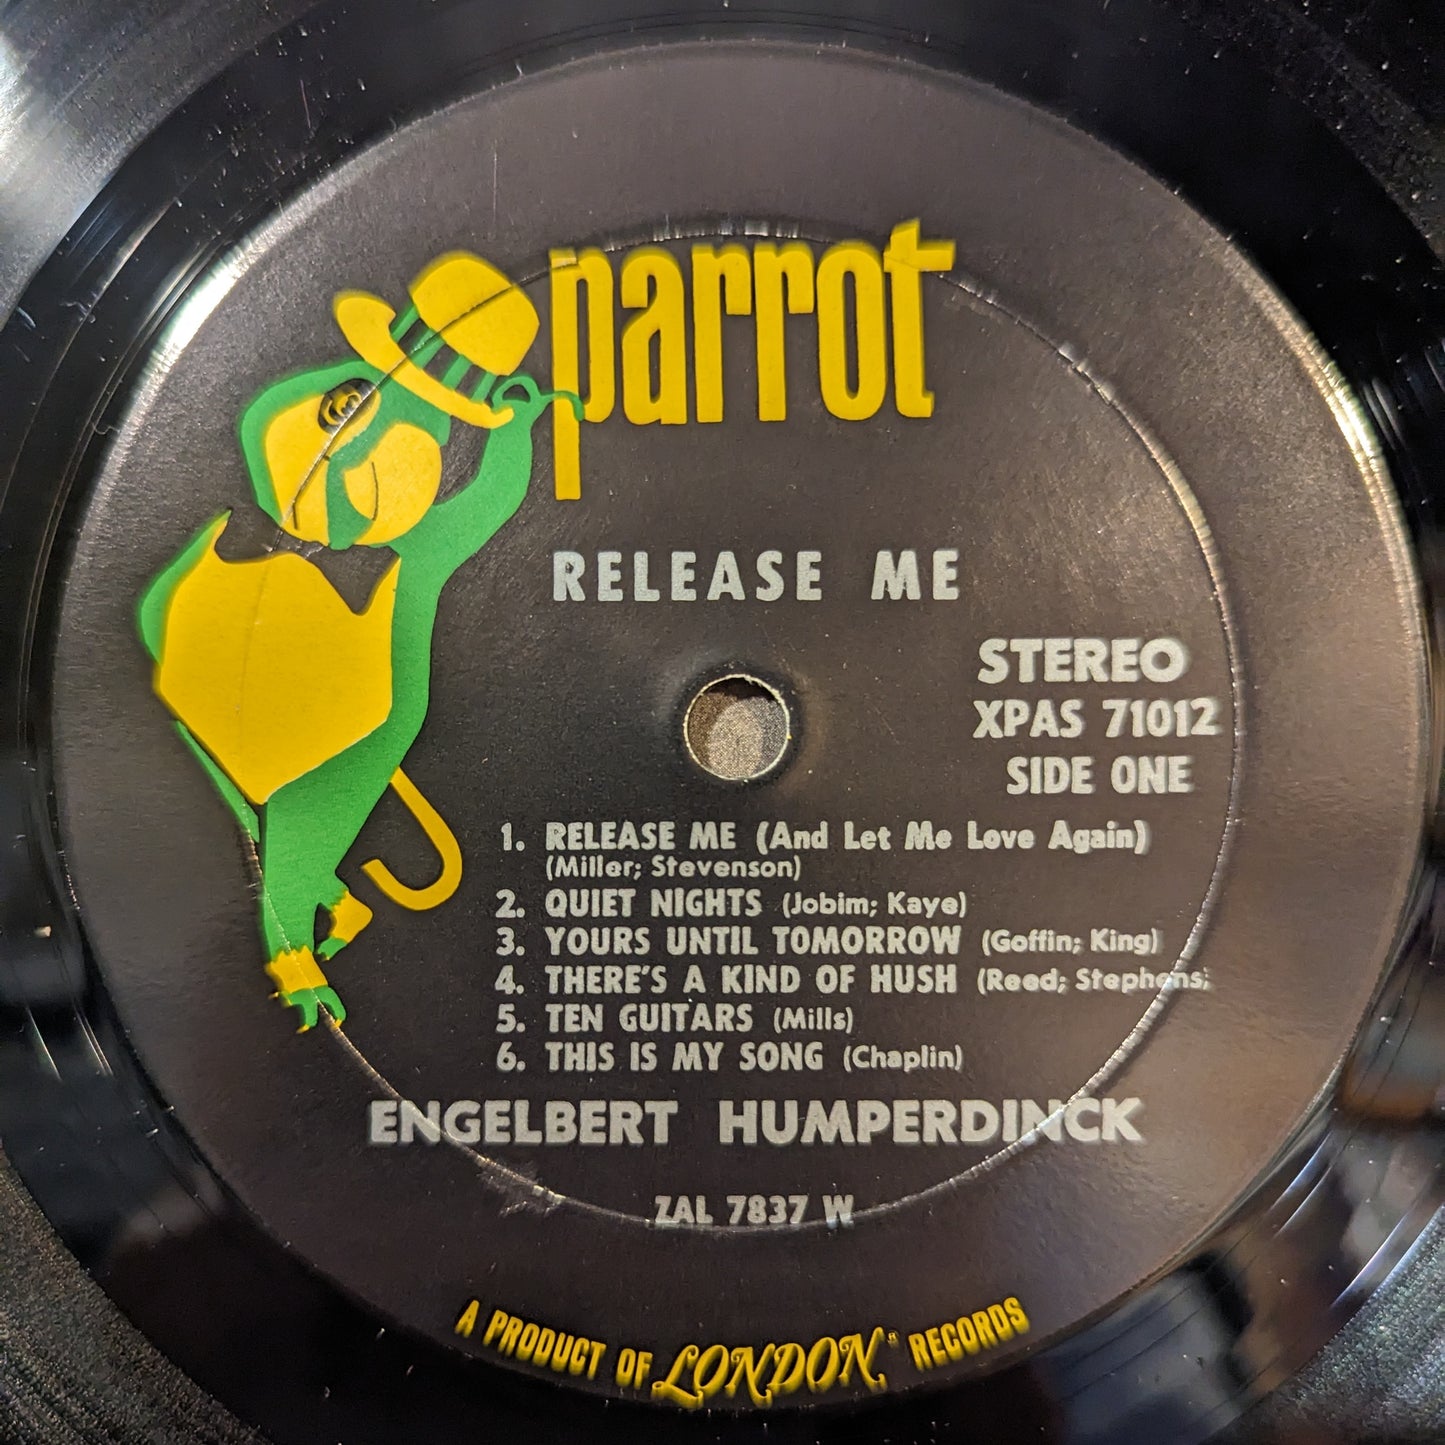 parrot
RELEASE ME
STEREO
XPAS 71012
SIDE ONE
1. RELEASE ME (And Let Me Love Again)
(Miller; Stevenson)
2. QUIET NIGHTS (Jobim; Kaye)
3. YOURS UNTIL TOMORROW (Goffin; King)
4. THERE'S A KIND OF HUSH (Reed; Stephens)
5. TEN GUITARS (Mills)
6. THIS IS MY SONG (Chaplin)
ENGELBERT HUMPERDINCK
ZAL 7837 W
A PRODUCT OF LONDON RECORDS